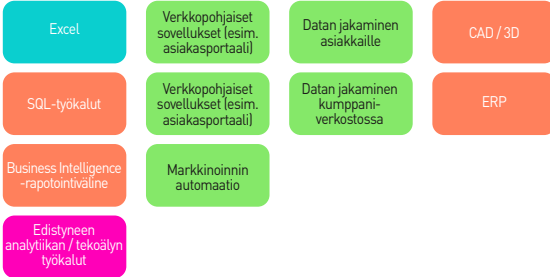 Excel
Verkkopohjaiset
sovellukset (esim.
asiakasportaali)
Datan jakaminen
asiakkaille
CAD / 3D
SQL-työkalut
Verkkopohjaiset
sovellukset (esim.
asiakasportaali)
Datan jakaminen
kumppani-
verkostossa
ERP
Business Intelligence
-rapotointiväline
Markkinoinnin
automaatio
Edistyneen
analytiikan / tekoälyn
työkalut